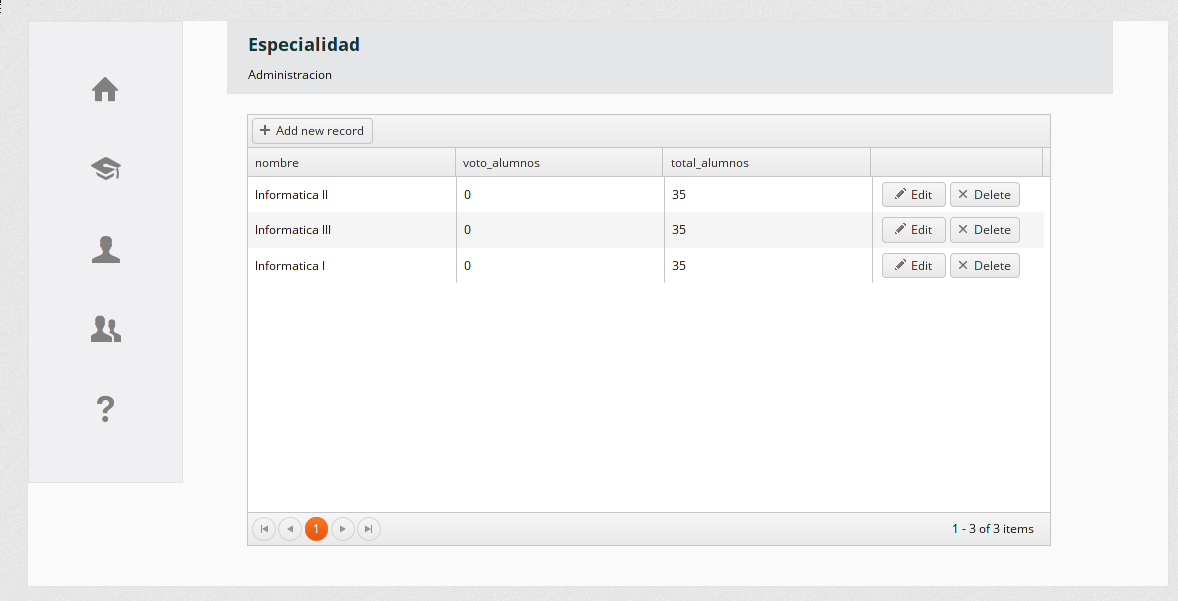 Especialidad
Administracion
Add new record
nombre voto_alumnos total_alumnos
Informatica II 0 35 Edit Delete
Informatica III 0 35 Edit Delete
Informatica I 0 35 Edit Delete
1 1 - 3 of 3 items